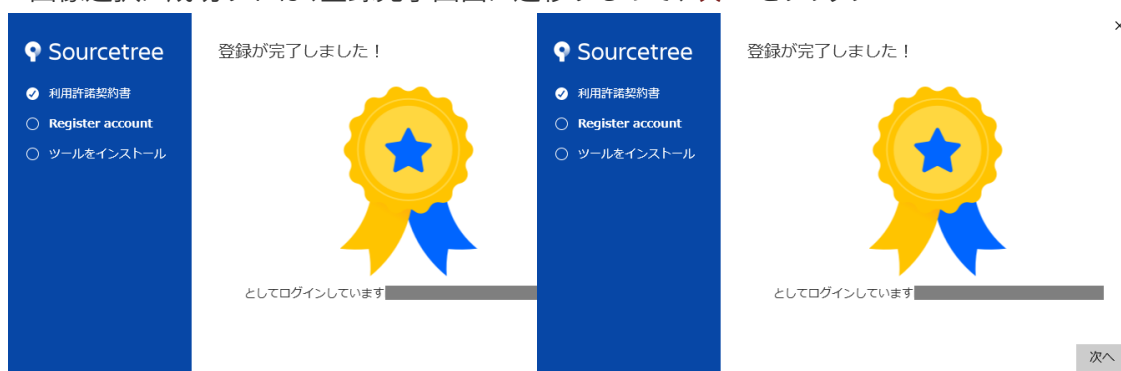 Sourcetree
登録が完了しました！
利用許諾契約書
Register account
ツールをインストール
としてログインしています
Sourcetree
登録が完了しました！
利用許諾契約書
Register account
ツールをインストール
としてログインしています
次へ